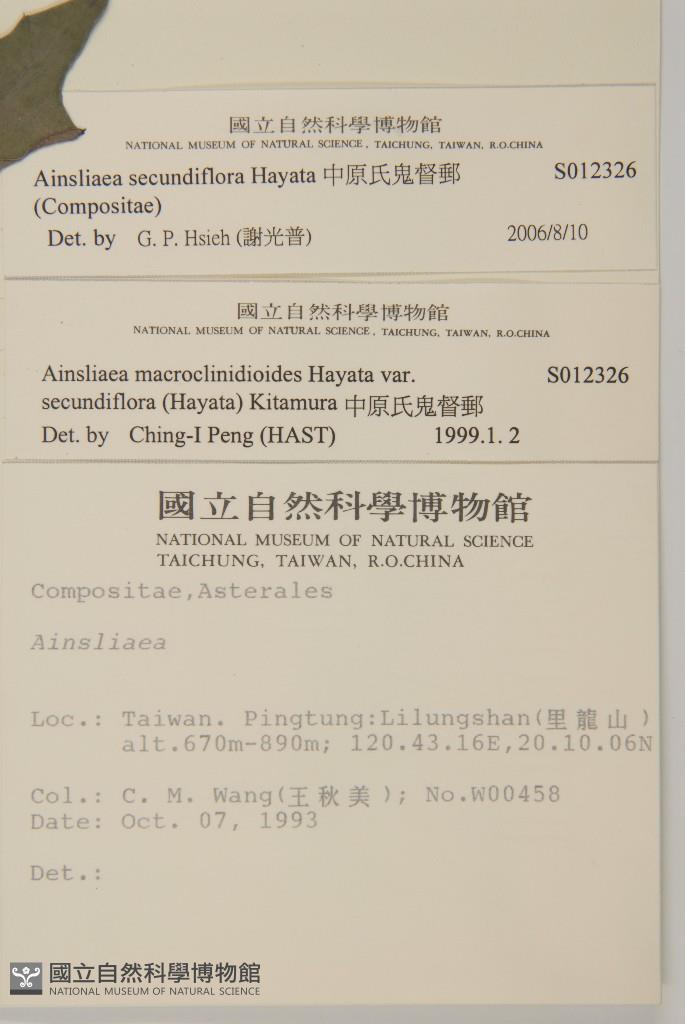 國立自然科學博物館
NATIONAL MUSEUM OF NATURAL SCIENCE, TAICHUNG, TAIWAN, R.O.CHINA
Ainsliaea secundiflora Hayata 中原氏鬼督郵 S012326
(Compositae)
Det. by G. P. Hsieh (謝光普) 2006/8/10
國立自然科學博物館
NATIONAL MUSEUM OF NATURAL SCIENCE, TAICHUNG, TAIWAN, R.O.CHINA
Ainsliaea macroclinidioides Hayata var. S012326
secundiflora (Hayata) Kitamura 中原氏鬼督郵
Det. by Ching-I Peng (HAST) 1999.1. 2
國立自然科學博物館
NATIONAL MUSEUM OF NATURAL SCIENCE
TAICHUNG, TAIWAN, R.O.CHINA
Compositae,Asterales
Ainsliaea
Loc.: Taiwan. Pingtung:Lilungshan(里龍山)
alt.670m-890m; 120.43.16E,20.10.06N
Col.: C. M. Wang(王秋美); No.W00458
Date: Oct. 07, 1993
Det.:
國立自然科學博物館
NATIONAL MUSEUM OF NATURAL SCIENCE